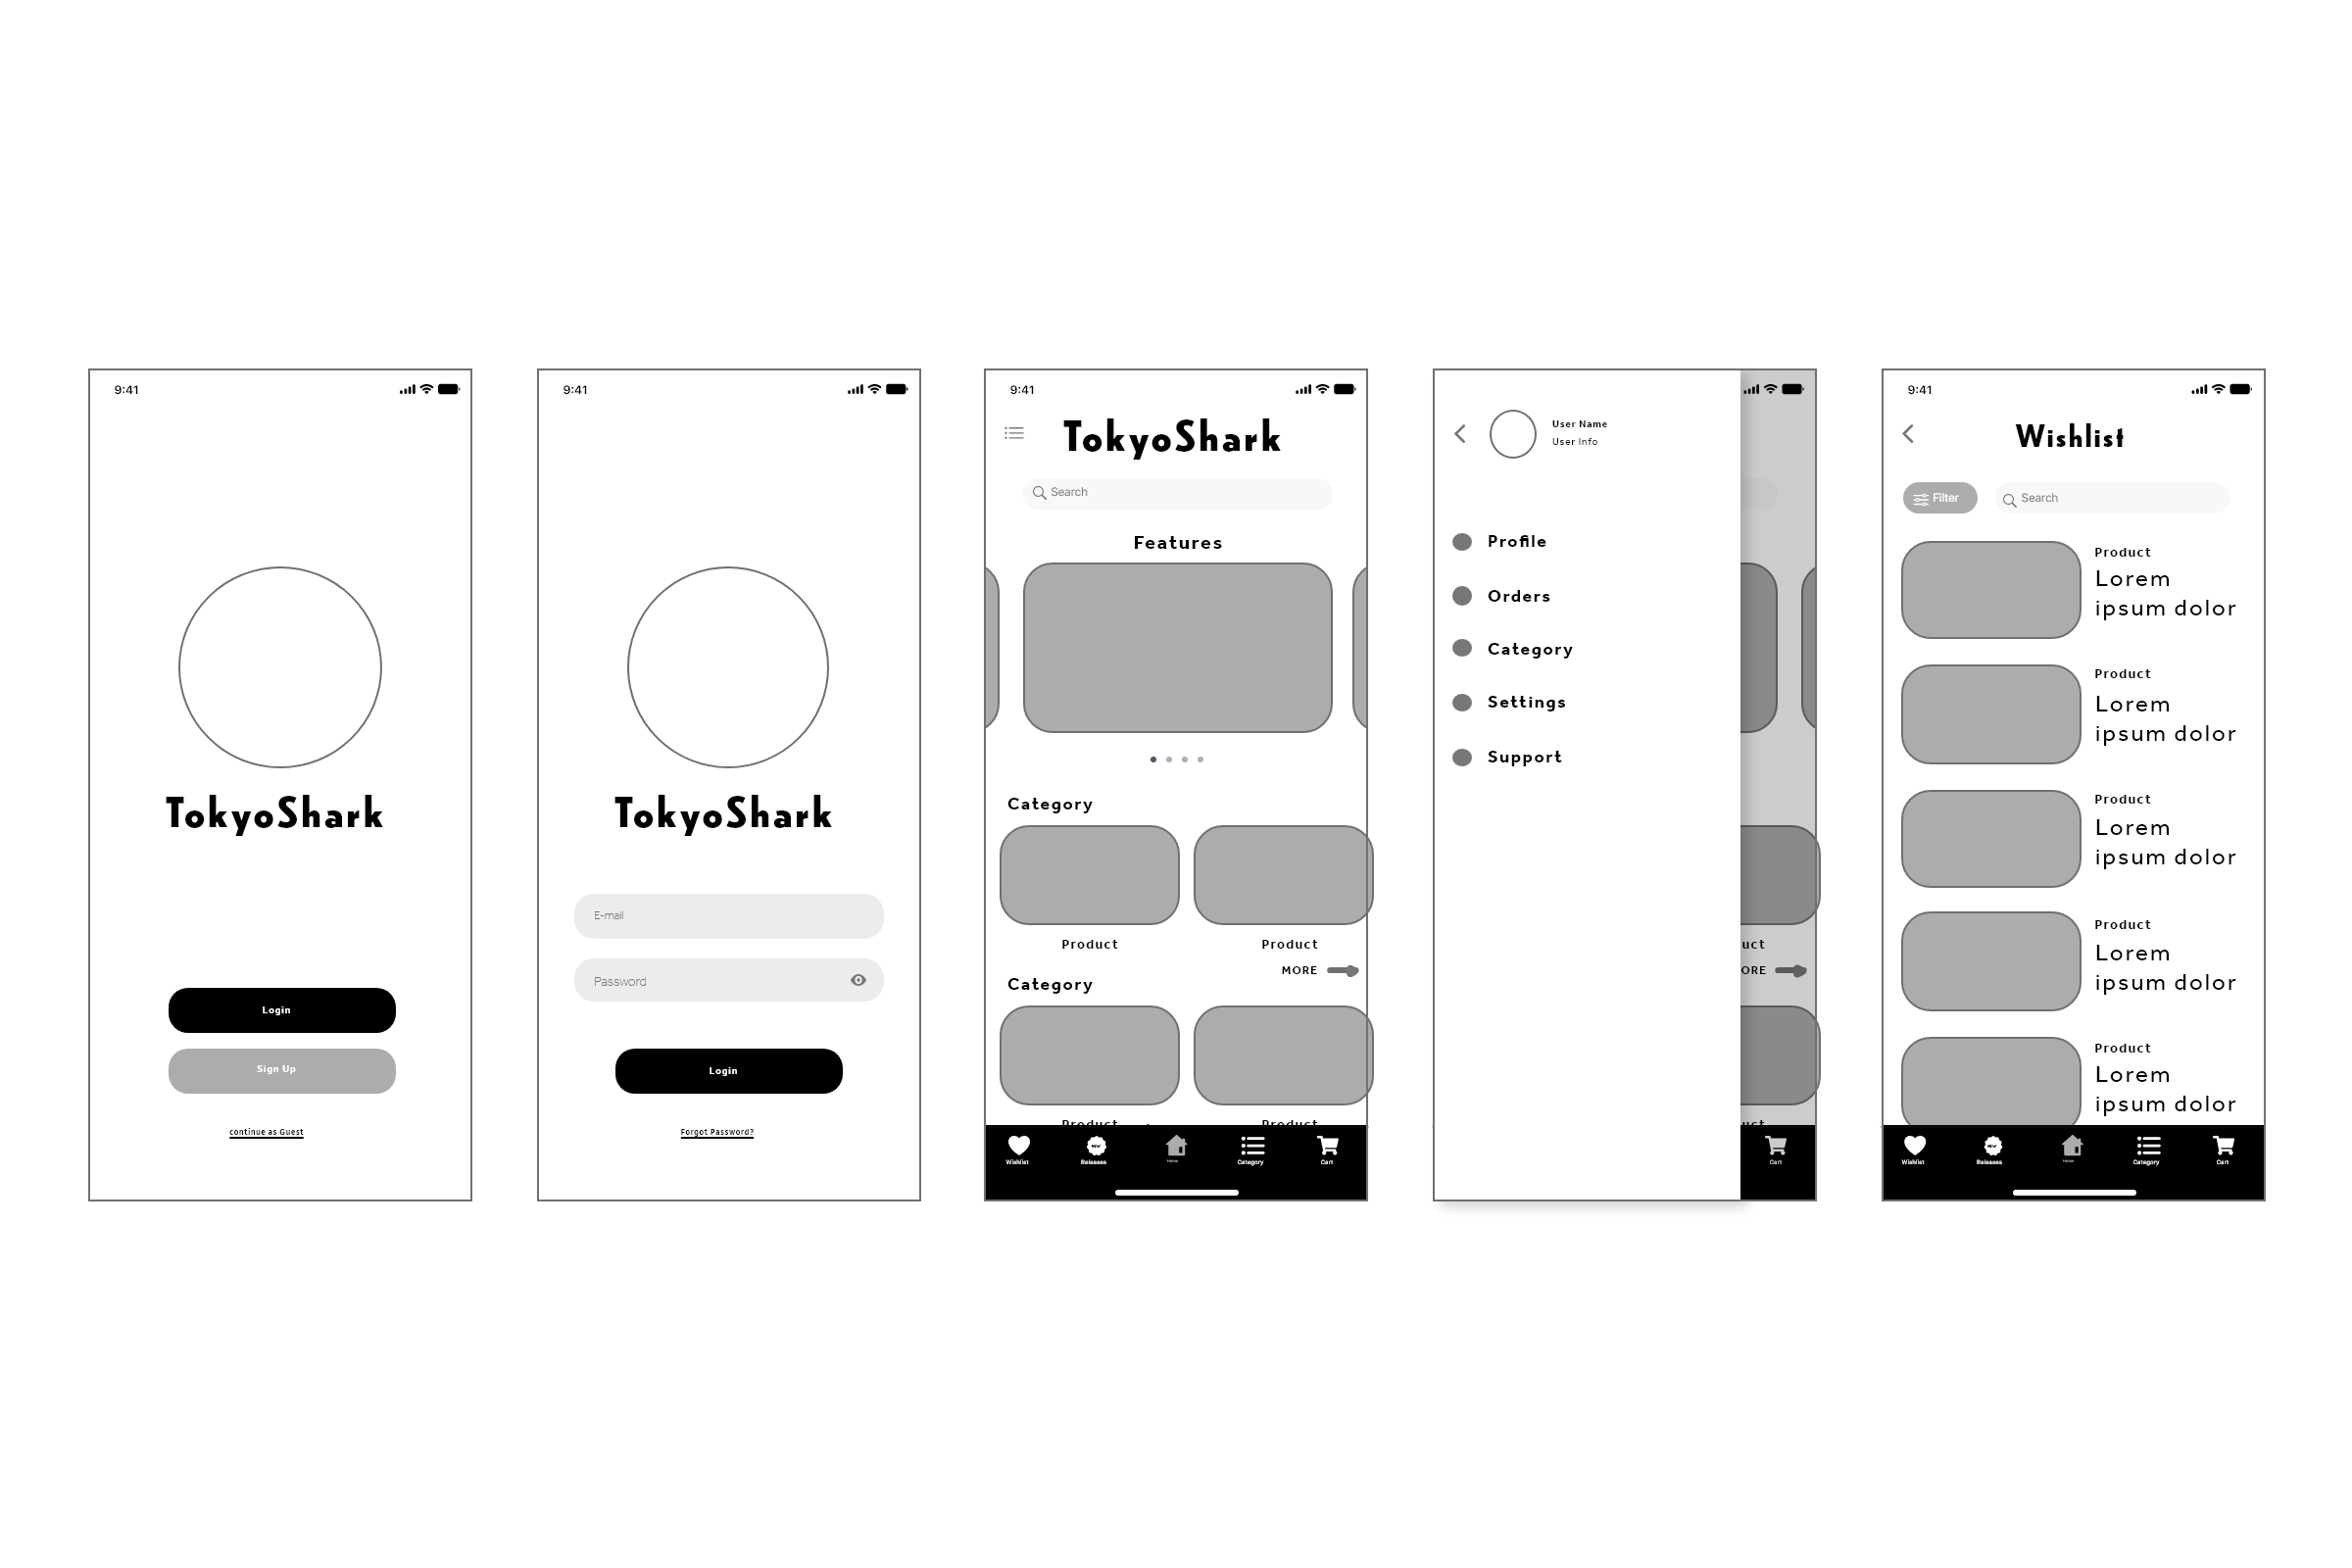 9:41
TokyoShark
Login
Sign Up
continue as Guest
9:41
TokyoShark
E-mail
Password
Login
Forgot Password?
9:41
TokyoShark
Search
Features
Category
Product Product
MORE
Category
Product Product
Wishlist Releases Home Category Cart
User Name
User Info
Profile
Orders
Category
Settings
Support
uct
ORE
uct
Cart
9:41
Wishlist
Filter Search
Product
Lorem
ipsum dolor
Product
Lorem
ipsum dolor
Product
Lorem
ipsum dolor
Product
Lorem
ipsum dolor
Product
Lorem
ipsum dolor
Wishlist Releases Home Category Cart